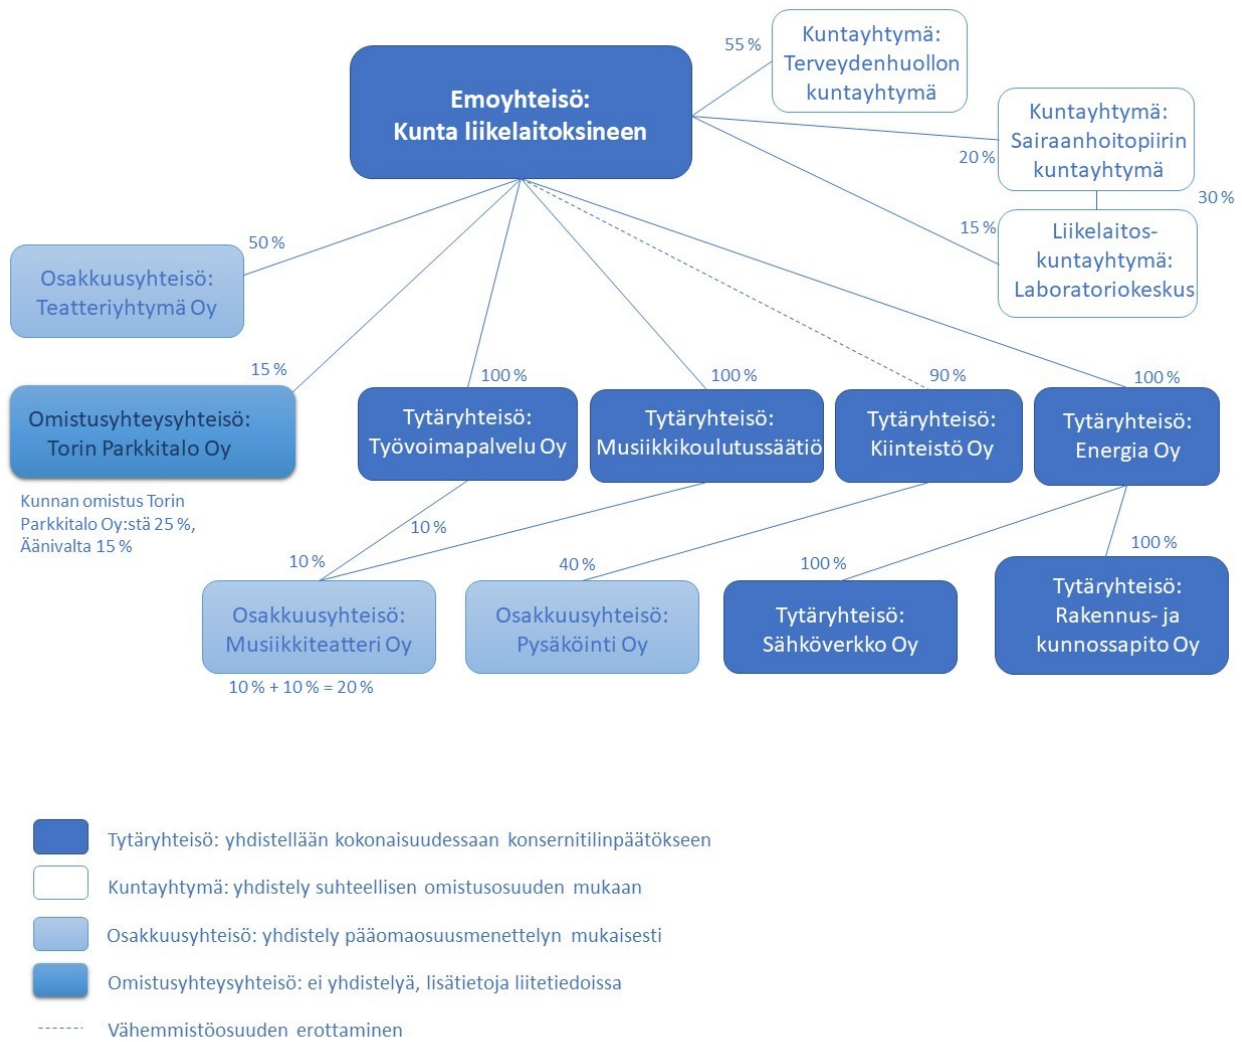 Emoyhteisö:
Kunta liikelaitoksineen
55 %
Kuntayhtymä:
Terveydenhuollon
kuntayhtymä
20 %
Kuntayhtymä:
Sairaanhoitopiirin
kuntayhtymä
30 %
15 %
Liikelaitos-
kuntayhtymä:
Laboratoriokeskus
50 %
Osakkuusyhteisö:
Teatteriyhtymä Oy
15 %
Omistusyhteysyhteisö:
Torin Parkkitalo Oy
Kunnan omistus Torin
Parkkitalo Oy:stä 25 %,
Äänivalta 15 %
100 %
Tytäryhteisö:
Työvoimapalvelu Oy
100 %
Tytäryhteisö:
Musiikkikoulutussäätiö
90 %
Tytäryhteisö:
Kiinteistö Oy
100 %
Tytäryhteisö:
Energia Oy
10 %
10 %
Osakkuusyhteisö:
Musiikkiteatteri Oy
10 % + 10 % = 20 %
40 %
Osakkuusyhteisö:
Pysäköinti Oy
100 %
Tytäryhteisö:
Sähköverkko Oy
100 %
Tytäryhteisö:
Rakennus- ja
kunnossapito Oy
Tytäryhteisö: yhdistellään kokonaisuudessaan konsernitilinpäätökseen
Kuntayhtymä: yhdistely suhteellisen omistusosuuden mukaan
Osakkuusyhteisö: yhdistely pääomaosuusmenettelyn mukaisesti
Omistusyhteysyhteisö: ei yhdistelyä, lisätietoja liitetiedoissa
Vähemmistöosuuden erottaminen